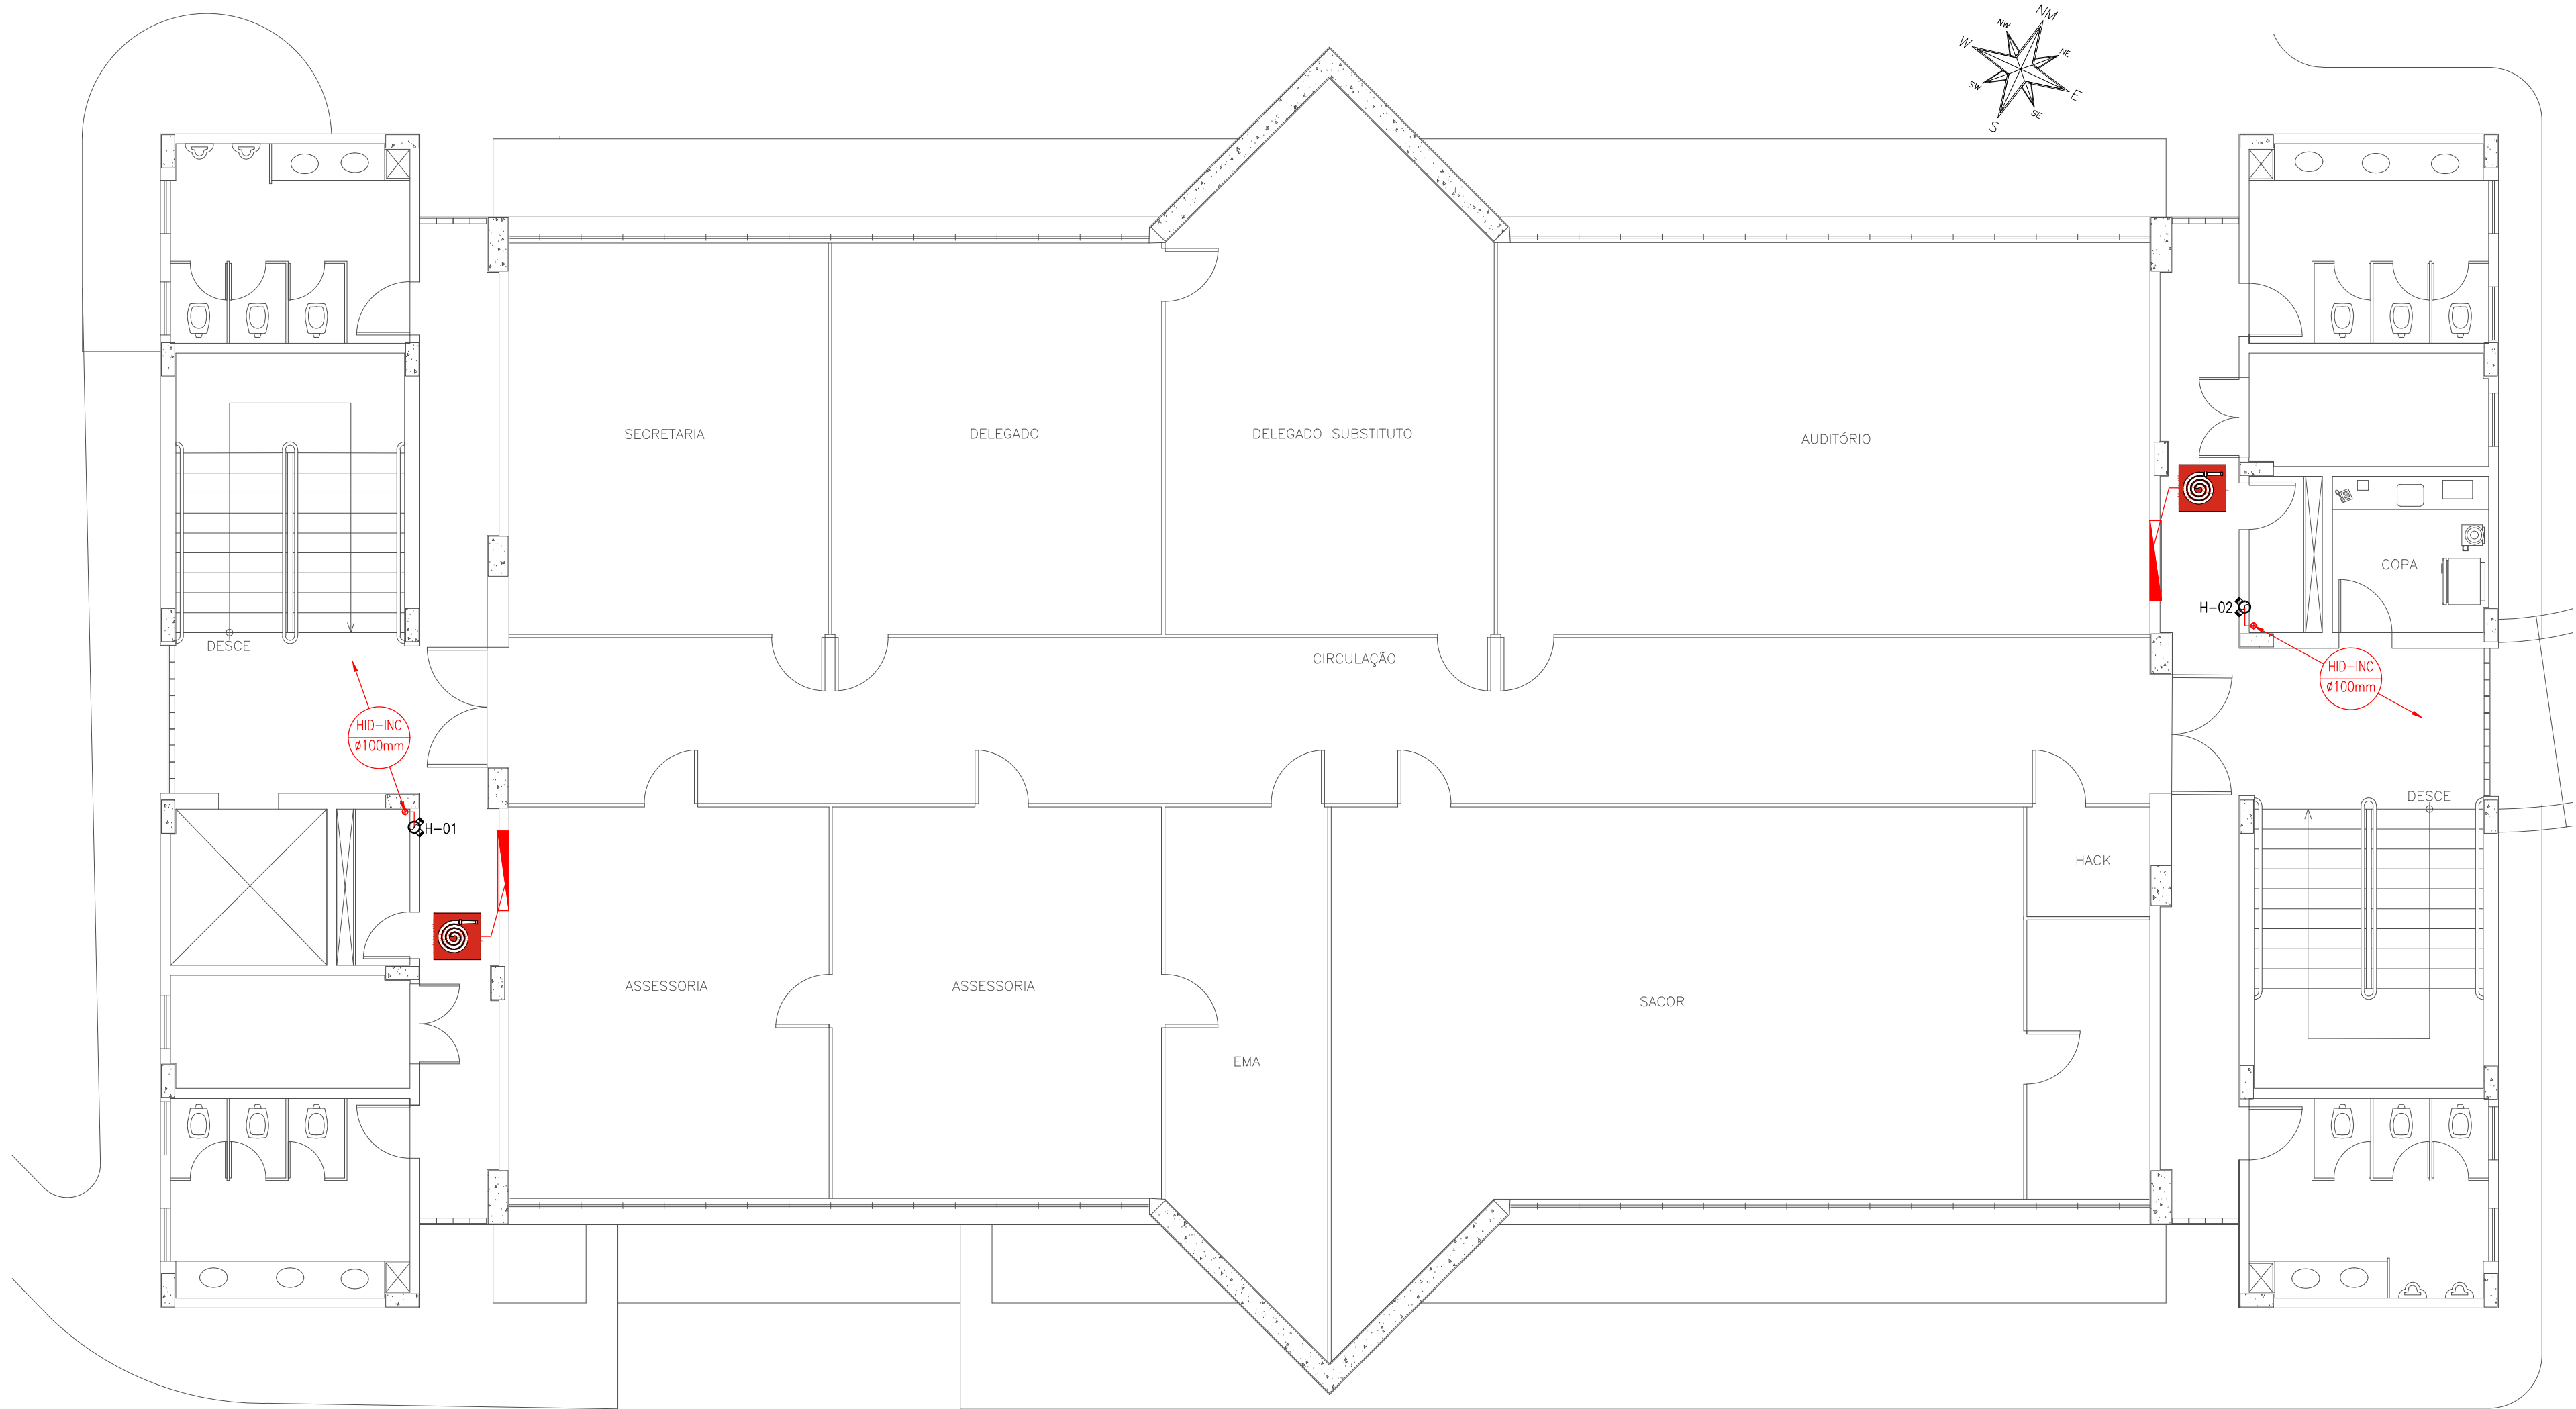 NM
NW
NE
W
SW
E
SE
S
SECRETARIA
DELEGADO
DELEGADO SUBSTITUTO
AUDITÓRIO
COPA
H-02
DESCE
CIRCULAÇÃO
HID-INC
ø100mm
HID-INC
ø100mm
DESCE
H-01
HACK
ASSESSORIA
ASSESSORIA
SACOR
EMA